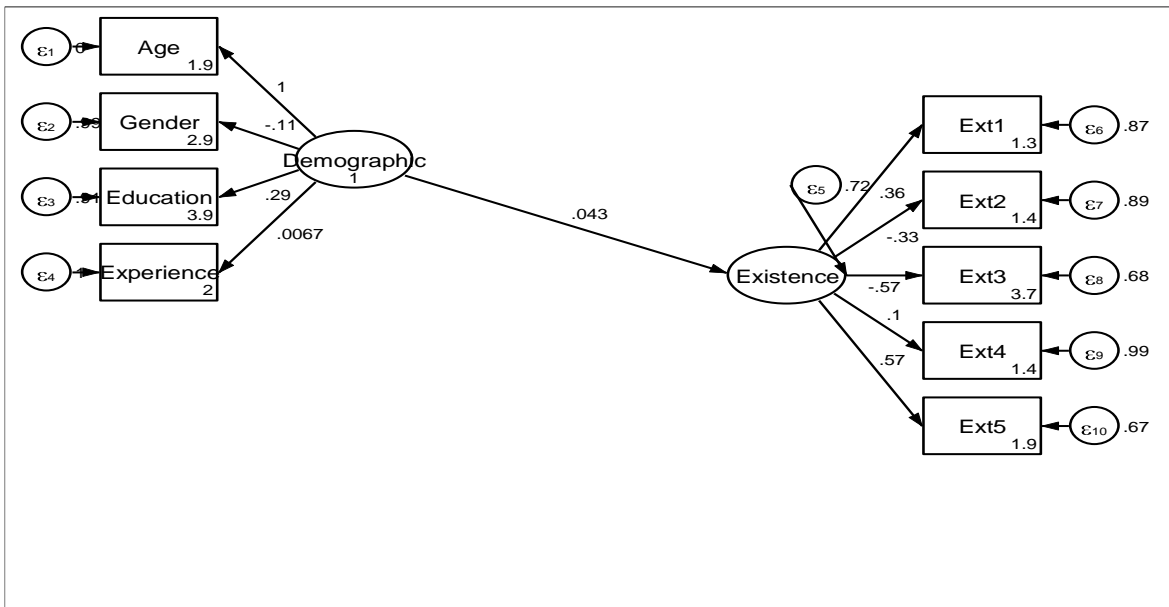 ε1
Age
1.9
1
ε2
Gender
2.9
-.11
ε3
Education
3.9
.29
ε4
Experience
2
.0067
Demographic
1
.043
ε5
.72
Existence
.36
-.33
-.57
.1
.57
Ext1
1.3
ε6
.87
Ext2
1.4
ε7
.89
Ext3
3.7
ε8
.68
Ext4
1.4
ε9
.99
Ext5
1.9
ε10
.67